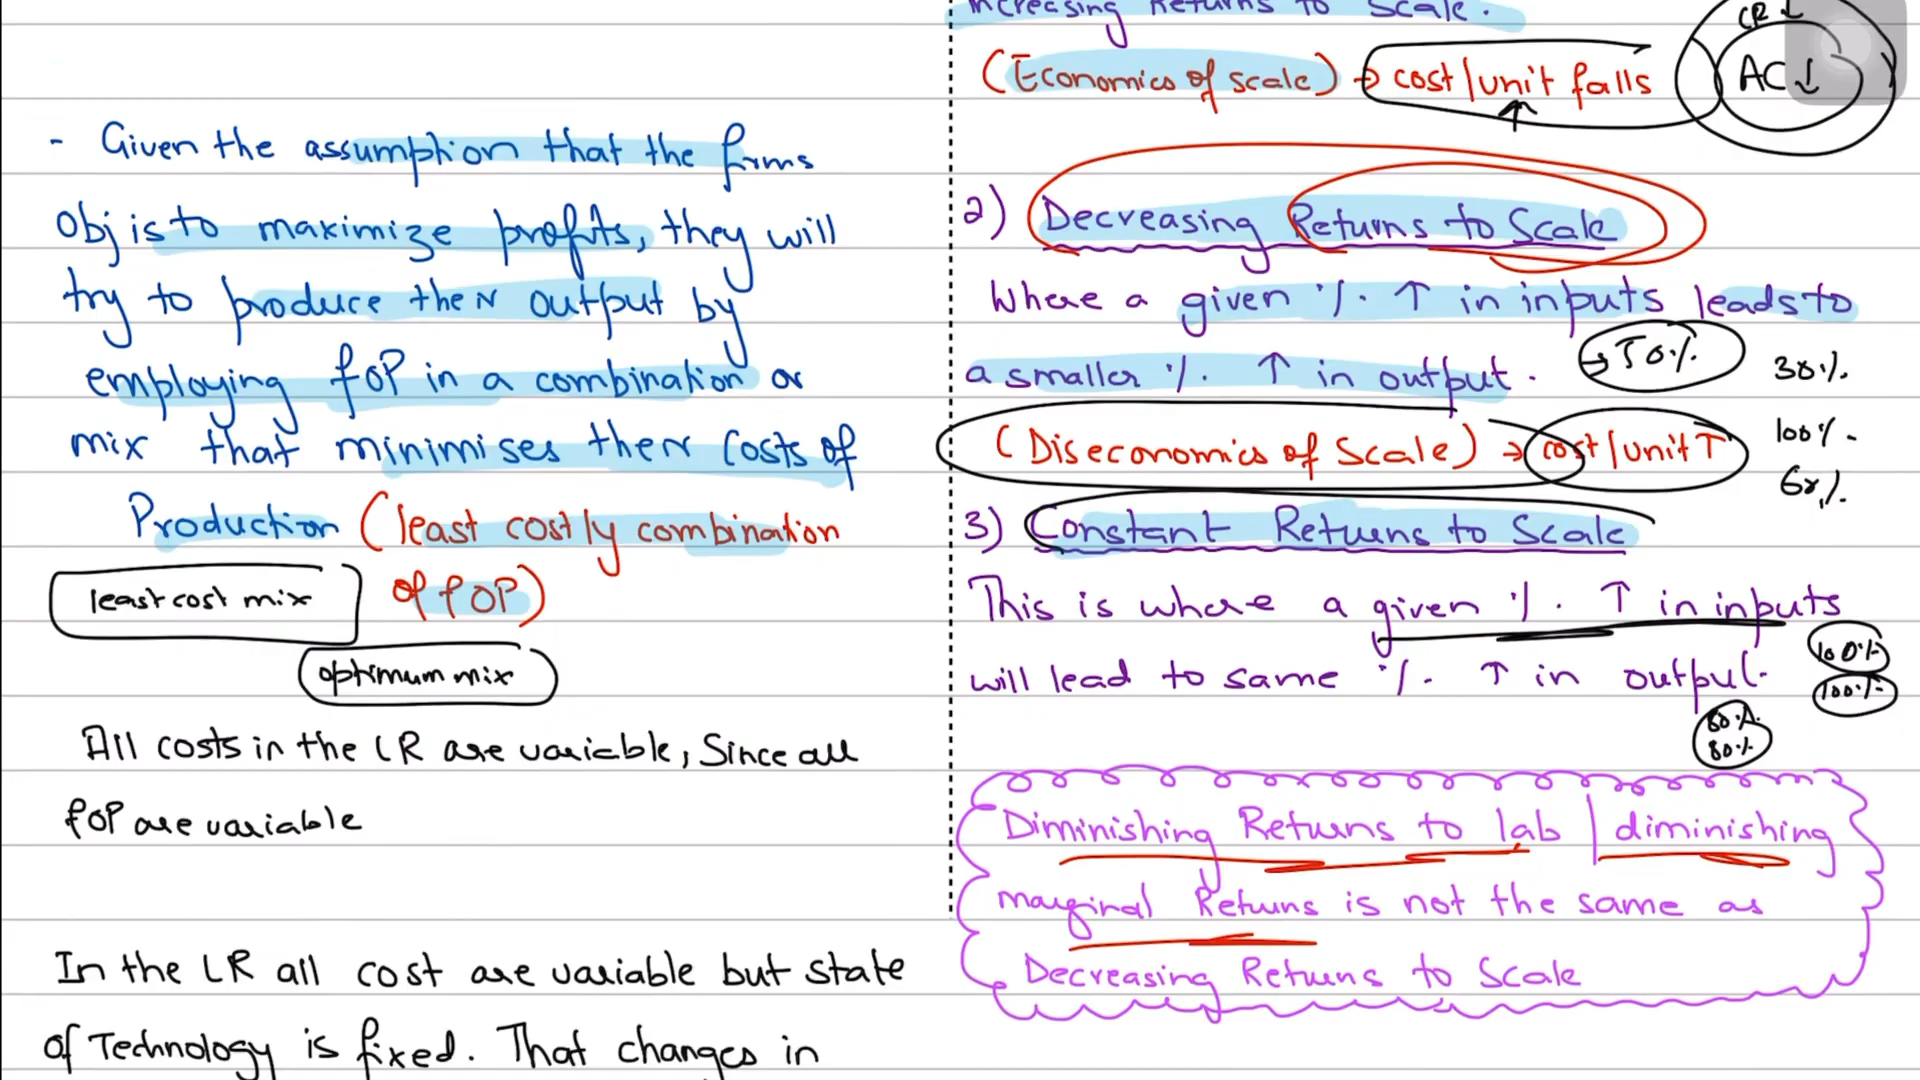 - Given the assumption that the firms
Obj is to maximize profits, they will
try to produce their output by
employing fOP in a combination or
mix that minimises their Costs of
Production (least costly combination
of fOP)
least cost mix
optimum mix
All costs in the LR are variable, Since all
fOP are variable
In the LR all cost are variable but state
of Technology is fixed. That changes in
increasing Returns to Scale.
(Economics of scale) → cost/unit falls
AC↓
2) Decreasing Returns to Scale
Where a given %. ↑ in inputs leads to
a smaller %. ↑ in output.
→ 50%
30%.
(Diseconomics of Scale) → cost/unit ↑
100% -
60%.
3) Constant Returns to Scale
This is where a given %. ↑ in inputs
will lead to same %. ↑ in output.
100%
100%
80%
80%
Diminishing Returns to lab | diminishing
marginal Returns is not the same as
Decreasing Returns to Scale